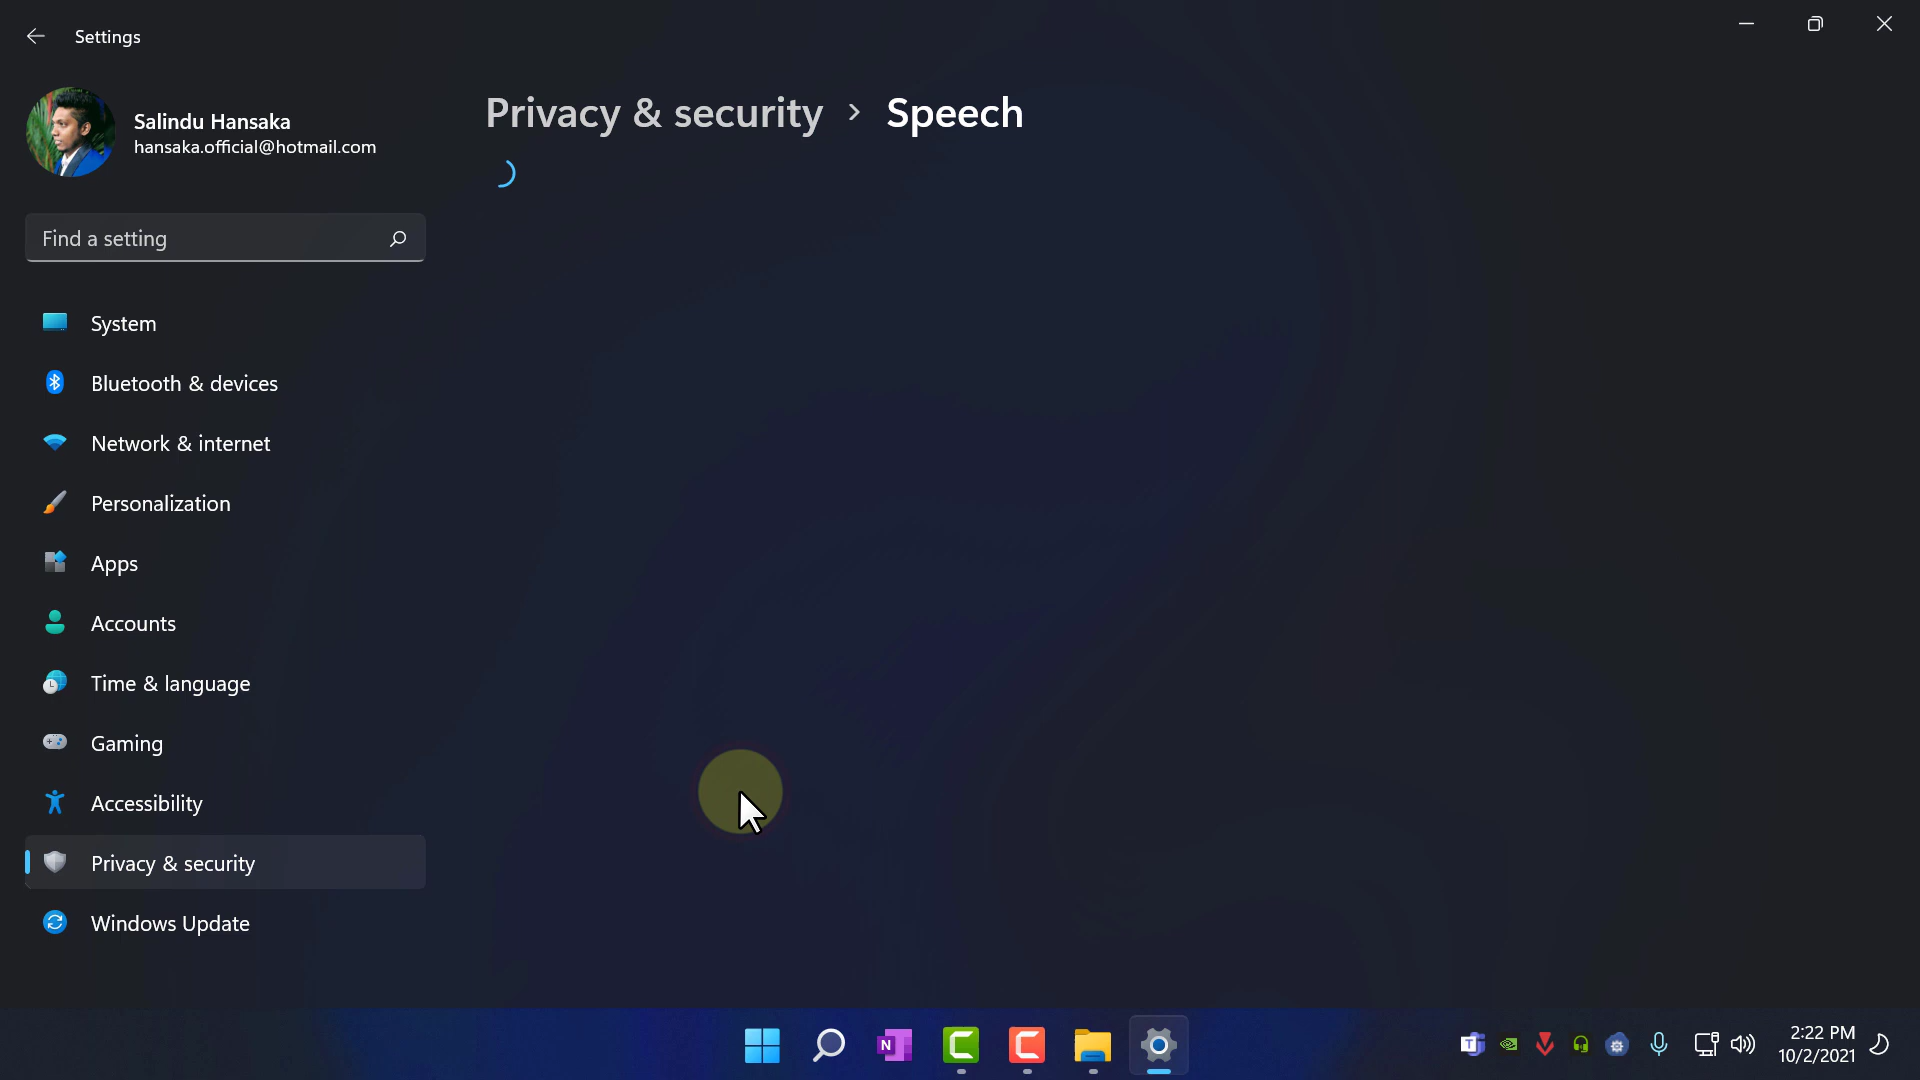 Settings
Salindu Hansaka
hansaka.official@hotmail.com
Find a setting
System
Bluetooth & devices
Network & internet
Personalization
Apps
Accounts
Time & language
Gaming
Accessibility
Privacy & security
Windows Update
Privacy & security > Speech
N
T
2:22 PM
10/2/2021